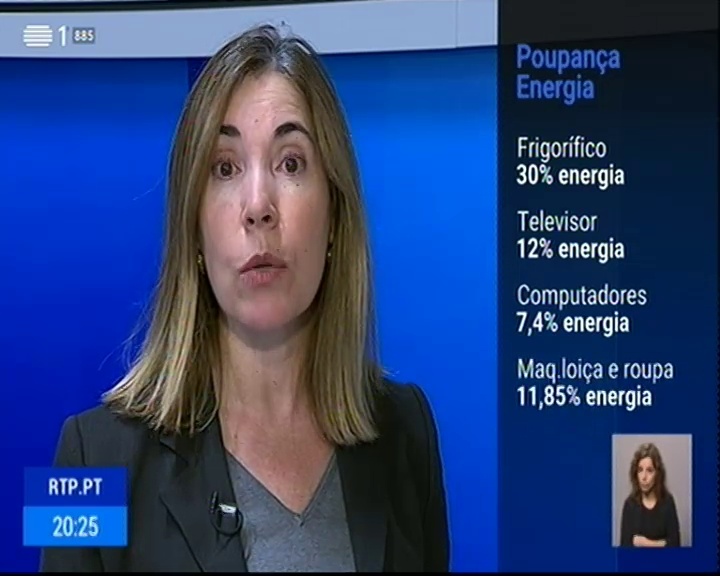 1 885
Poupança
Energia
Frigorífico
30% energia
Televisor
12% energia
Computadores
7,4% energia
Maq.loiça e roupa
11,85% energia
RTP.PT
20:25